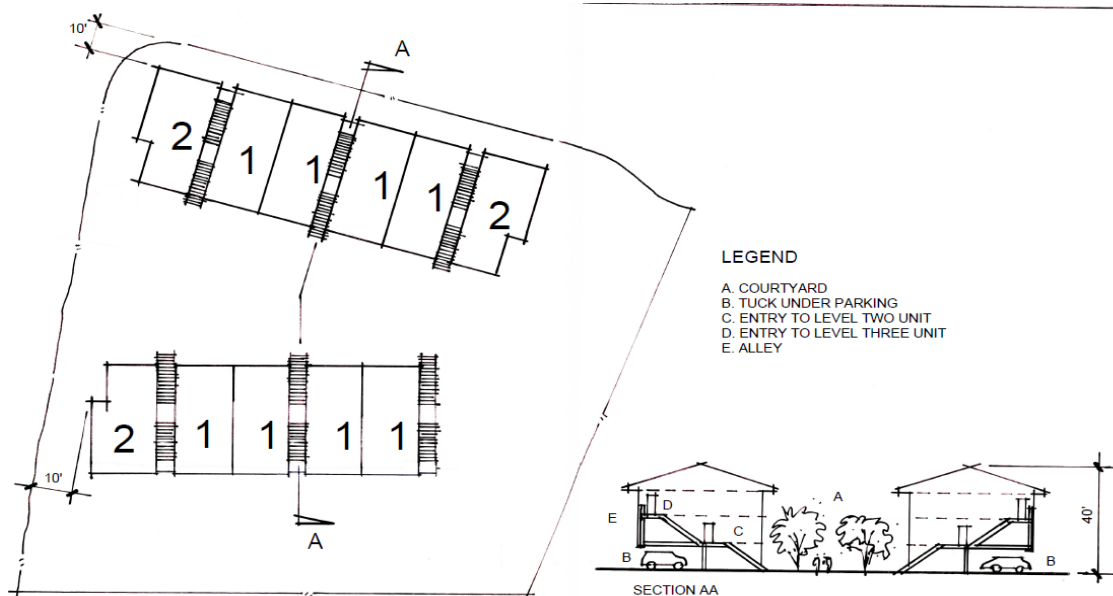 10'
A
2
1
1
1
1
2
2
1
1
1
1
10'
A
LEGEND
A. COURTYARD
B. TUCK UNDER PARKING
C. ENTRY TO LEVEL TWO UNIT
D. ENTRY TO LEVEL THREE UNIT
E. ALLEY
A
D
E
C
B
B
40'
SECTION AA